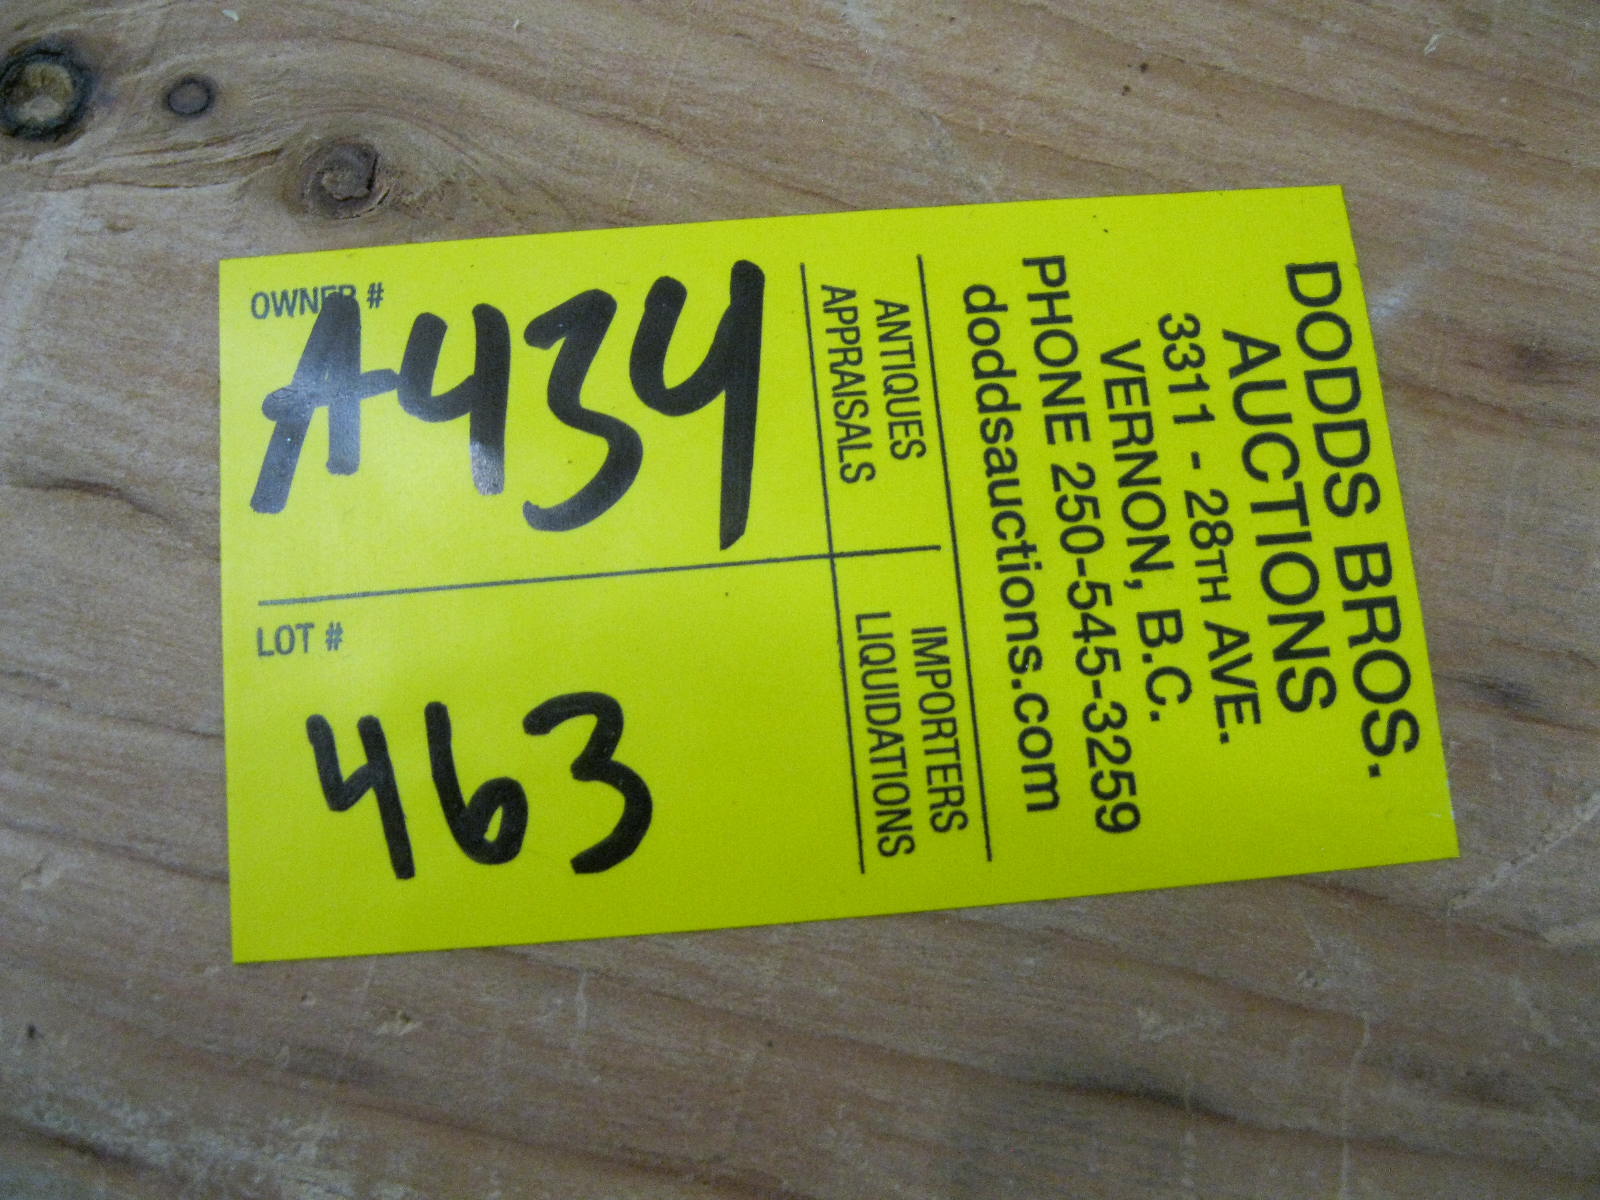 DODDS BROS.
AUCTIONS
3311 - 28TH AVE.
VERNON, B.C.
PHONE 250-545-3259
doddsauctions.com
ANTIQUES
APPRAISALS
IMPORTERS
LIQUIDATIONS
OWNER #
A434
LOT #
463